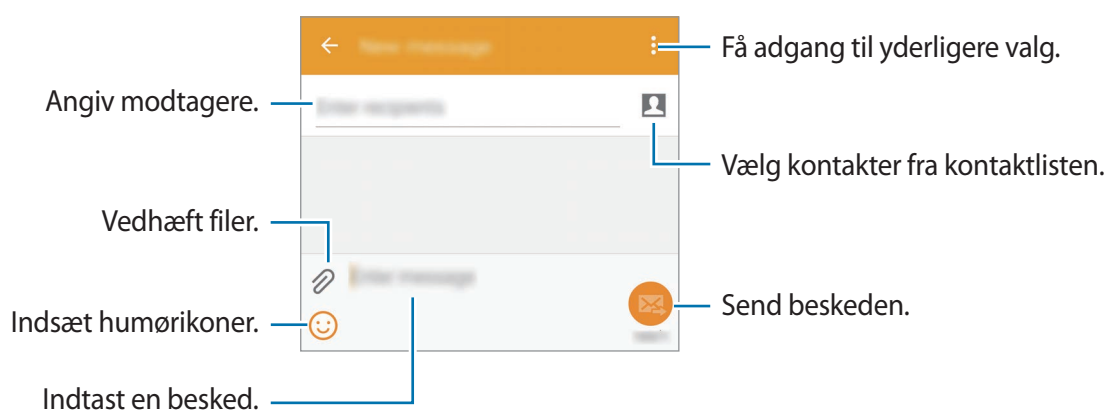 Få adgang til yderligere valg.
Angiv modtagere.
Vælg kontakter fra kontaktlisten.
Vedhæft filer.
Send beskeden.
Indsæt humørikoner.
Indtast en besked.